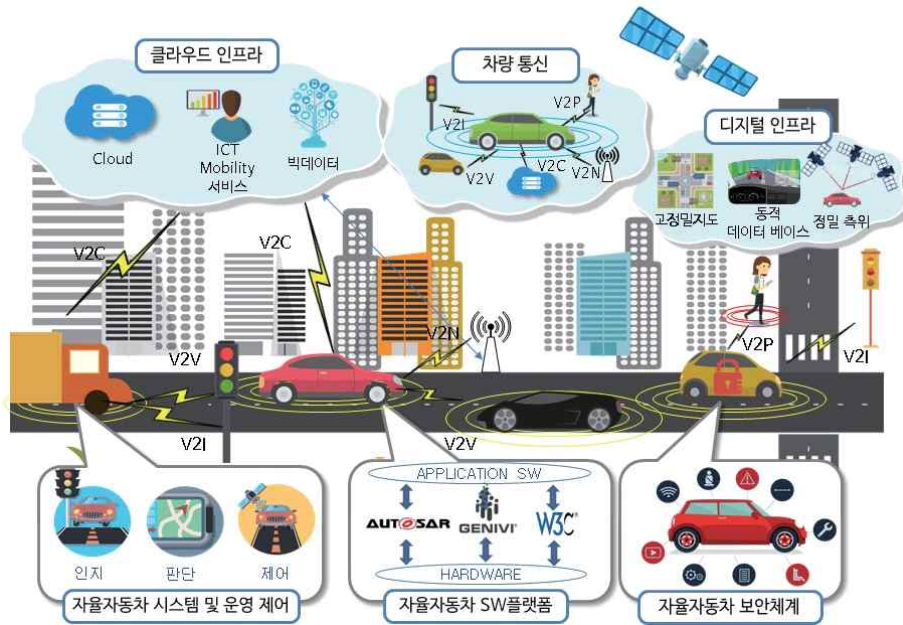 클라우드 인프라
Cloud
ICT
Mobility
서비스
빅데이터
차량 통신
V2P
V2I
V2V
V2C
V2N
디지털 인프라
고정밀지도
동적
데이터 베이스
정밀 측위
V2C
V2C
V2V
V2N
V2P
V2I
V2I
V2V
인지
판단
제어
자율자동차 시스템 및 운영 제어
APPLICATION SW
AUTOSAR
GENIVI®
W3C®
HARDWARE
자율자동차 SW플랫폼
자율자동차 보안체계